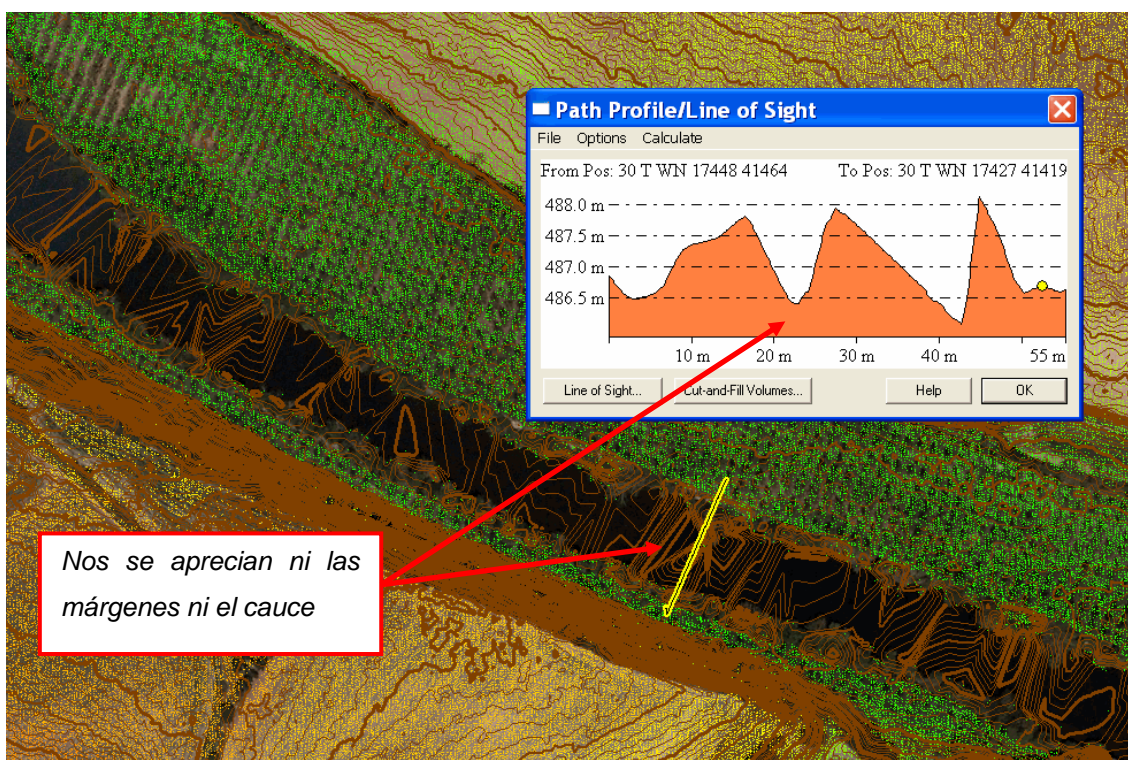 Path Profile/Line of Sight
File Options Calculate
From Pos: 30 T WN 17448 41464 To Pos: 30 T WN 17427 41419
488.0 m
487.5 m
487.0 m
486.5 m
10 m 20 m 30 m 40 m 55 m
Line of Sight... Cut-and-Fill Volumes... Help OK
Nos se aprecian ni las
márgenes ni el cauce